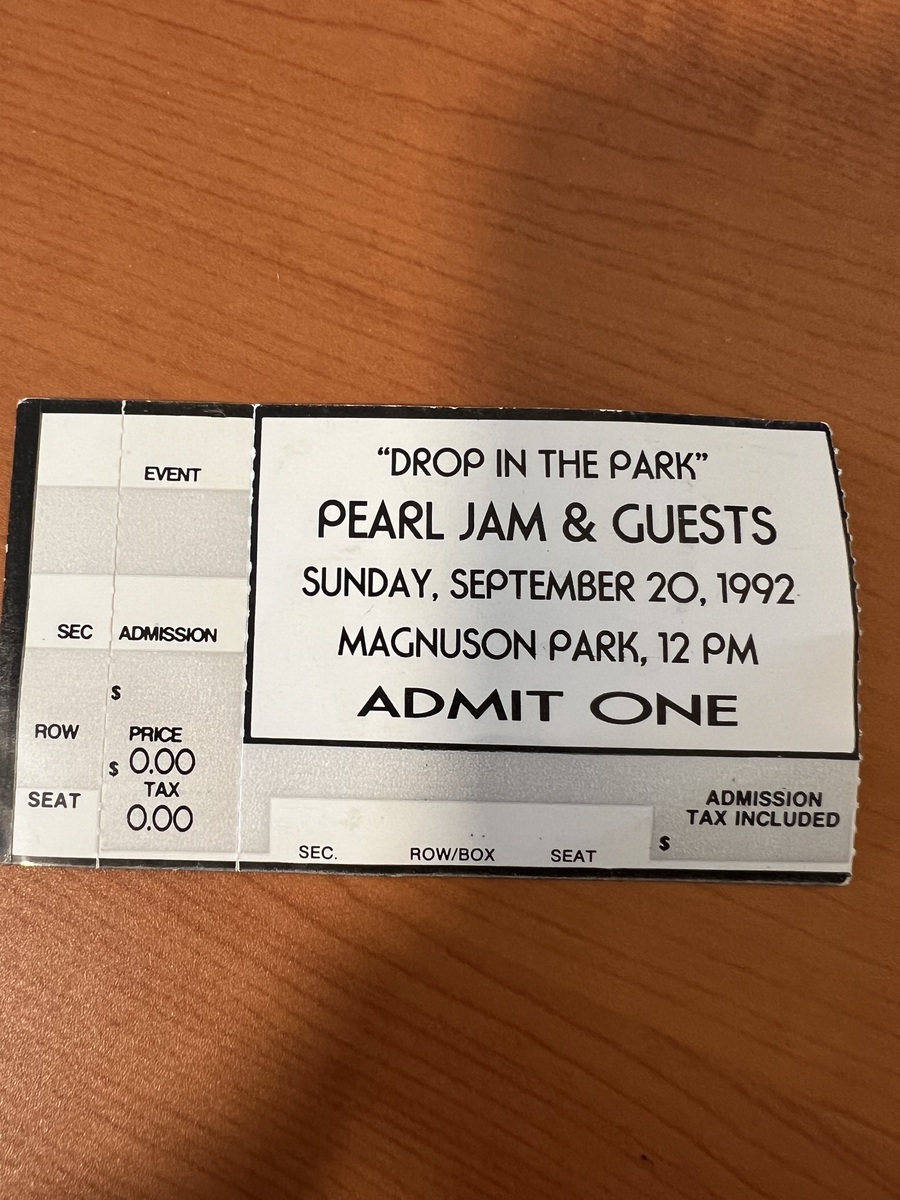 EVENT
SEC ADMISSION
$
ROW PRICE
$ 0.00
SEAT TAX
0.00
“DROP IN THE PARK”
PEARL JAM & GUESTS
SUNDAY, SEPTEMBER 20, 1992
MAGNUSON PARK, 12 PM
ADMIT ONE
ADMISSION
TAX INCLUDED
$
SEC. ROW/BOX SEAT